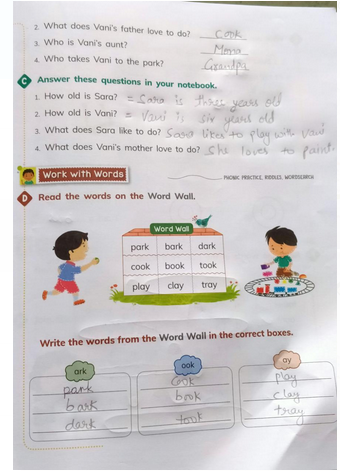 2. What does Vani's father love to do? Cook
3. Who is Vani's aunt? Mona
4. Who takes Vani to the park? Grandpa
C Answer these questions in your notebook.
1. How old is Sara? = Sara is three years old
2. How old is Vani? = Vani is six years old
3. What does Sara like to do? Sara likes to play with Vani
4. What does Vani's mother love to do? She loves to paint.
Work with Words
PHONIC PRACTICE, RIDDLES, WORDSEARCH
D Read the words on the Word Wall.
Word Wall
park bark dark
cook book took
play clay tray
Write the words from the Word Wall in the correct boxes.
ark ook ay
park cook play
bark book clay
dark took tray